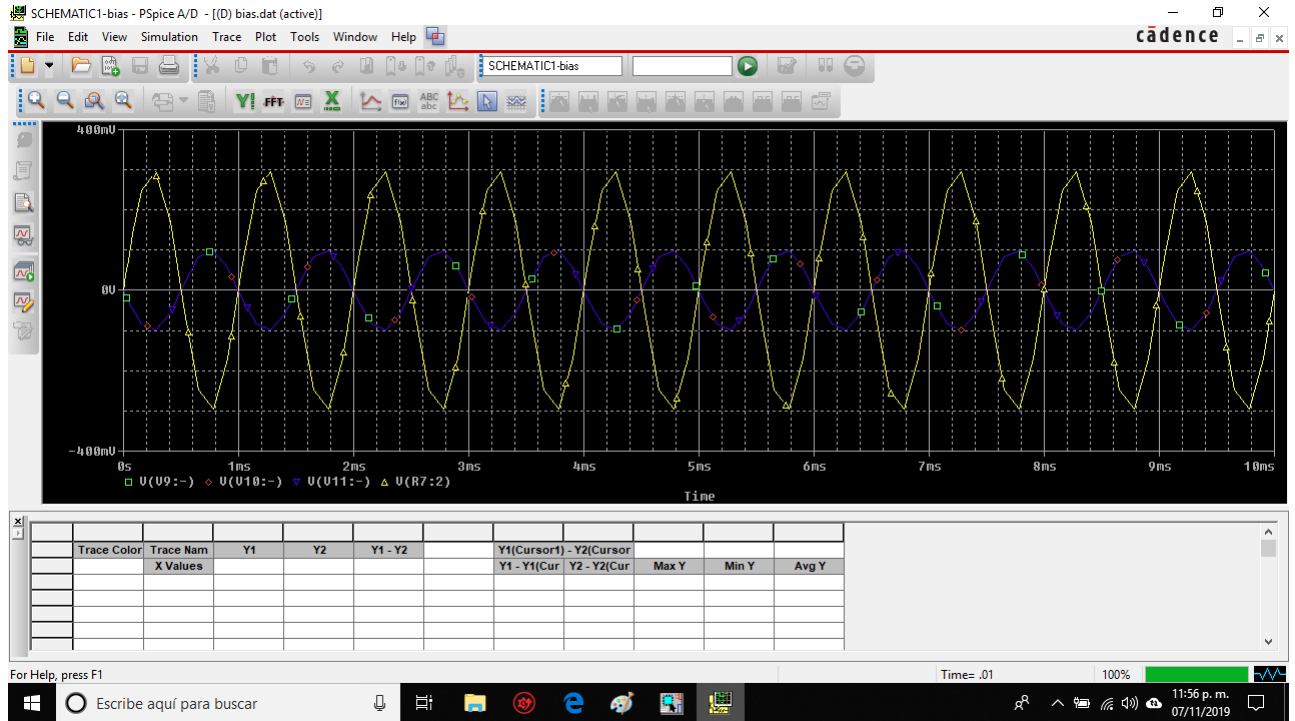 SCHEMATIC1-bias - PSpice A/D - [(D) bias.dat (active)]
File Edit View Simulation Trace Plot Tools Window Help
cādence
SCHEMATIC1-bias
FFT
ABC
abc
400mV
0V
-400mV
0s 1ms 2ms 3ms 4ms 5ms 6ms 7ms 8ms 9ms 10ms
V(V9:-) V(V10:-) V(V11:-) V(R7:2)
Time
Trace Color Trace Nam Y1 Y2 Y1 - Y2 Y1(Cursor1) - Y2(Cursor
X Values Y1 - Y1(Cur Y2 - Y2(Cur Max Y Min Y Avg Y
For Help, press F1 Time= .01 100%
Escribe aquí para buscar
11:56 p. m.
07/11/2019